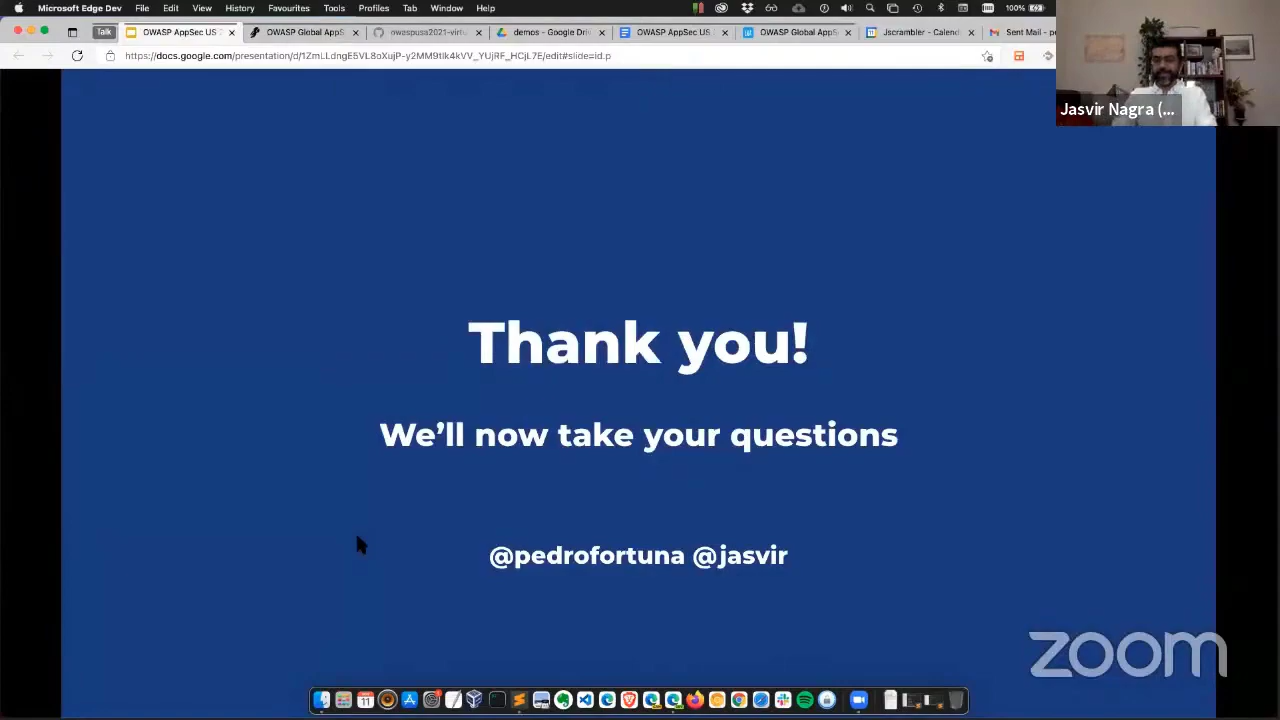 Microsoft Edge Dev File Edit View History Favourites Tools Profiles Tab Window Help 100%
Talk OWASP AppSec US OWASP Global AppS demos - Google Driv OWASP AppSec US OWASP Global AppS Jscrambler - Calend Sent Mail - p
Jasvir Nagra (...
Thank you!
We'll now take your questions
@pedrofortuna @jasvir
zoom
11